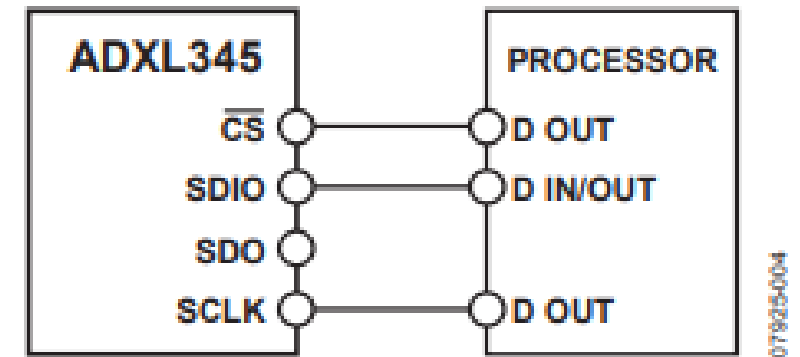 ADXL345
PROCESSOR
CS D OUT
SDIO D IN/OUT
SDO
SCLK D OUT
07925-004